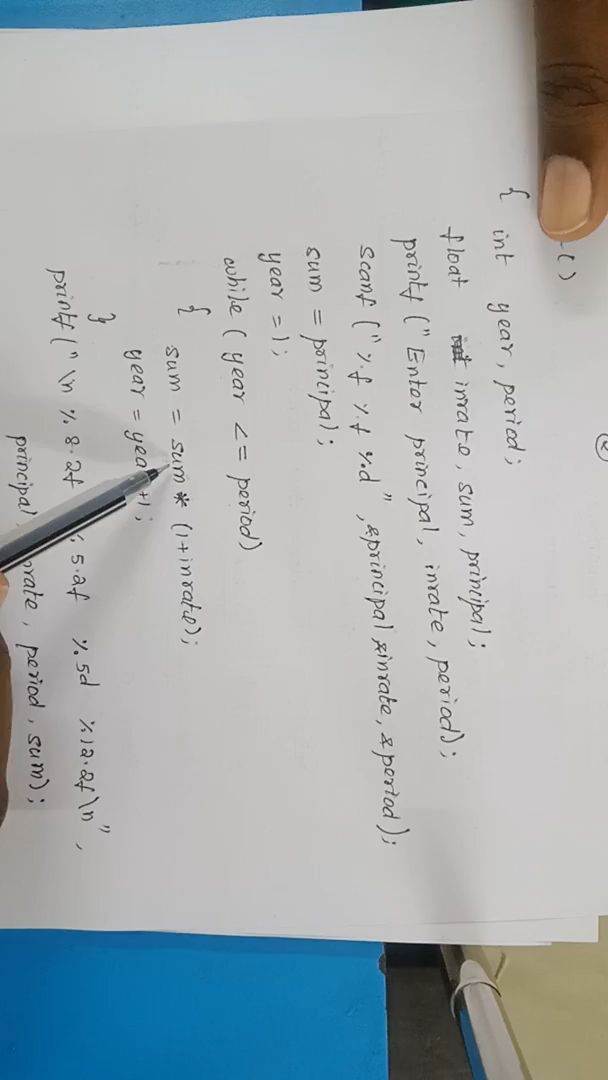 ()
{ int year, period;
float inrate, sum, principal;
printf ("Enter principal, inrate, period);
scanf ("%f %f %d", &principal, &inrate, &period);
sum = principal;
year = 1;
while (year <= period)
{
sum = sum * (1+inrate);
year = year+1;
}
printf ("\n %8.2f %5.2f %5d %12.2f\n",
principal, inrate, period, sum);